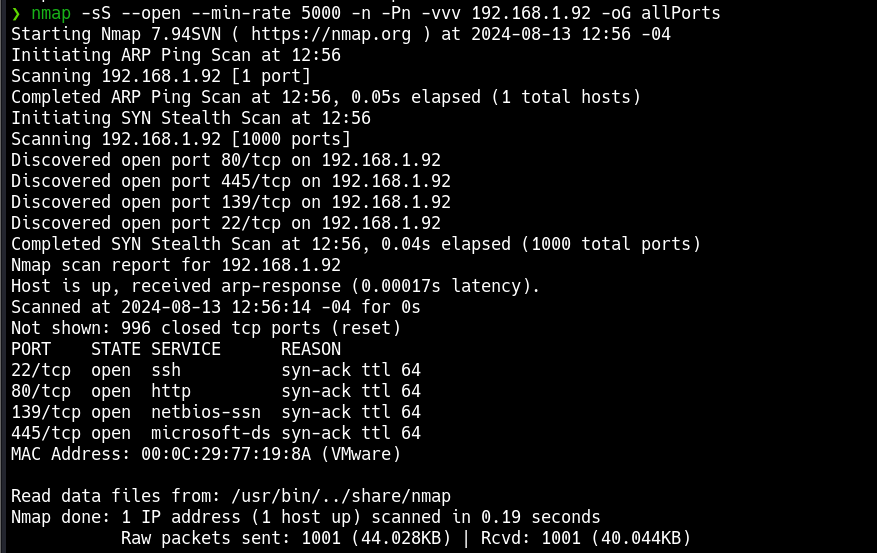 ❯ nmap -sS --open --min-rate 5000 -n -Pn -vvv 192.168.1.92 -oG allPorts
Starting Nmap 7.94SVN ( https://nmap.org ) at 2024-08-13 12:56 -04
Initiating ARP Ping Scan at 12:56
Scanning 192.168.1.92 [1 port]
Completed ARP Ping Scan at 12:56, 0.05s elapsed (1 total hosts)
Initiating SYN Stealth Scan at 12:56
Scanning 192.168.1.92 [1000 ports]
Discovered open port 80/tcp on 192.168.1.92
Discovered open port 445/tcp on 192.168.1.92
Discovered open port 139/tcp on 192.168.1.92
Discovered open port 22/tcp on 192.168.1.92
Completed SYN Stealth Scan at 12:56, 0.04s elapsed (1000 total ports)
Nmap scan report for 192.168.1.92
Host is up, received arp-response (0.00017s latency).
Scanned at 2024-08-13 12:56:14 -04 for 0s
Not shown: 996 closed tcp ports (reset)
PORT    STATE SERVICE      REASON
22/tcp  open  ssh          syn-ack ttl 64
80/tcp  open  http         syn-ack ttl 64
139/tcp open  netbios-ssn  syn-ack ttl 64
445/tcp open  microsoft-ds syn-ack ttl 64
MAC Address: 00:0C:29:77:19:8A (VMware)
Read data files from: /usr/bin/../share/nmap
Nmap done: 1 IP address (1 host up) scanned in 0.19 seconds
           Raw packets sent: 1001 (44.028KB) | Rcvd: 1001 (40.044KB)